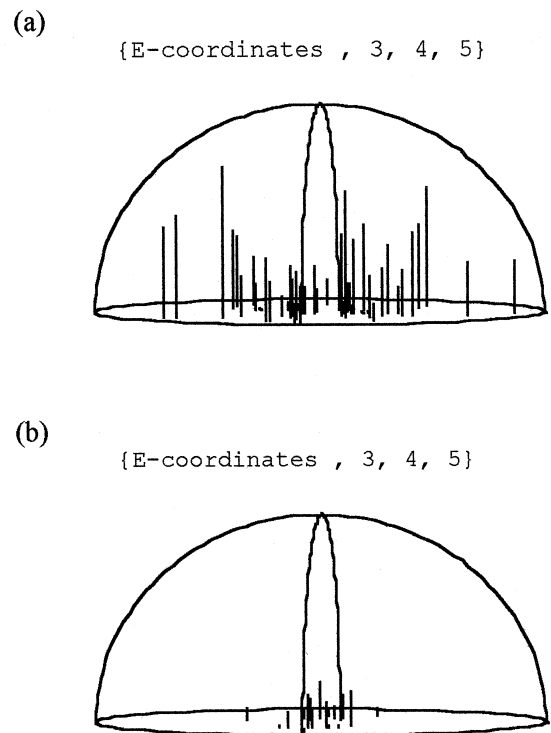 (a)
{E-coordinates , 3, 4, 5}
(b)
{E-coordinates , 3, 4, 5}